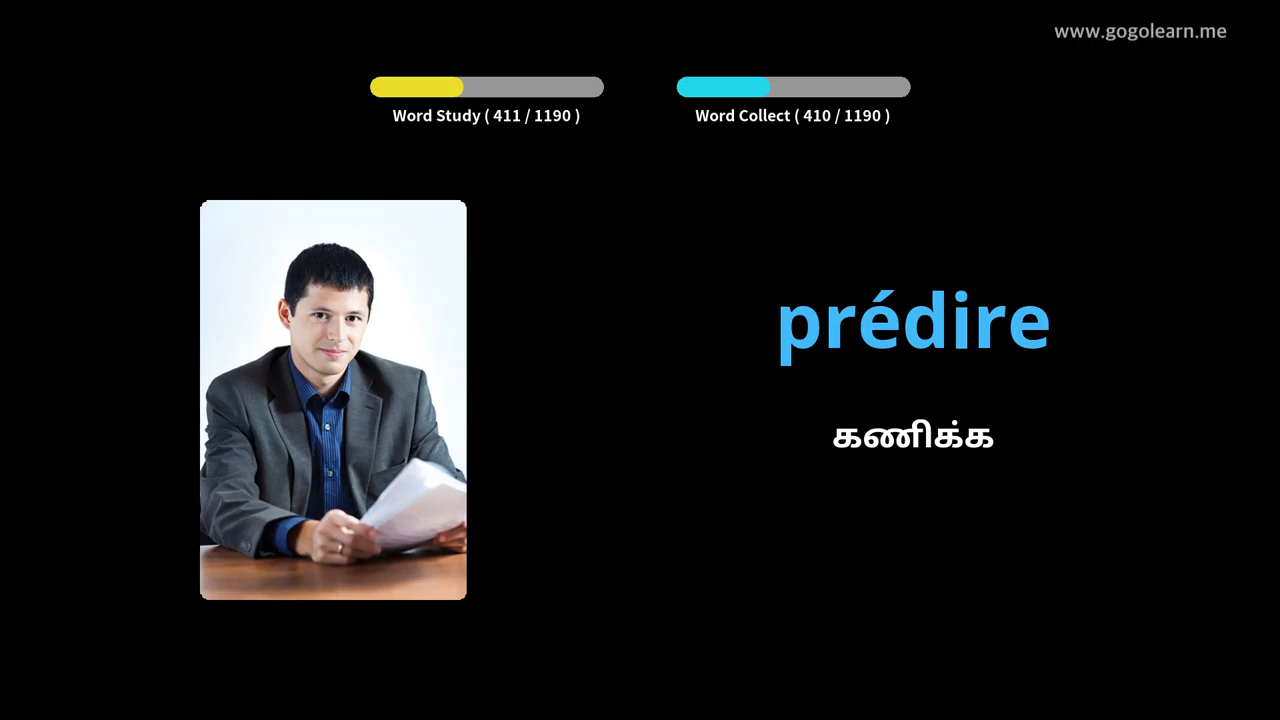 www.gogolearn.me
Word Study ( 411 / 1190 )
Word Collect ( 410 / 1190 )
prédire
கணிக்க